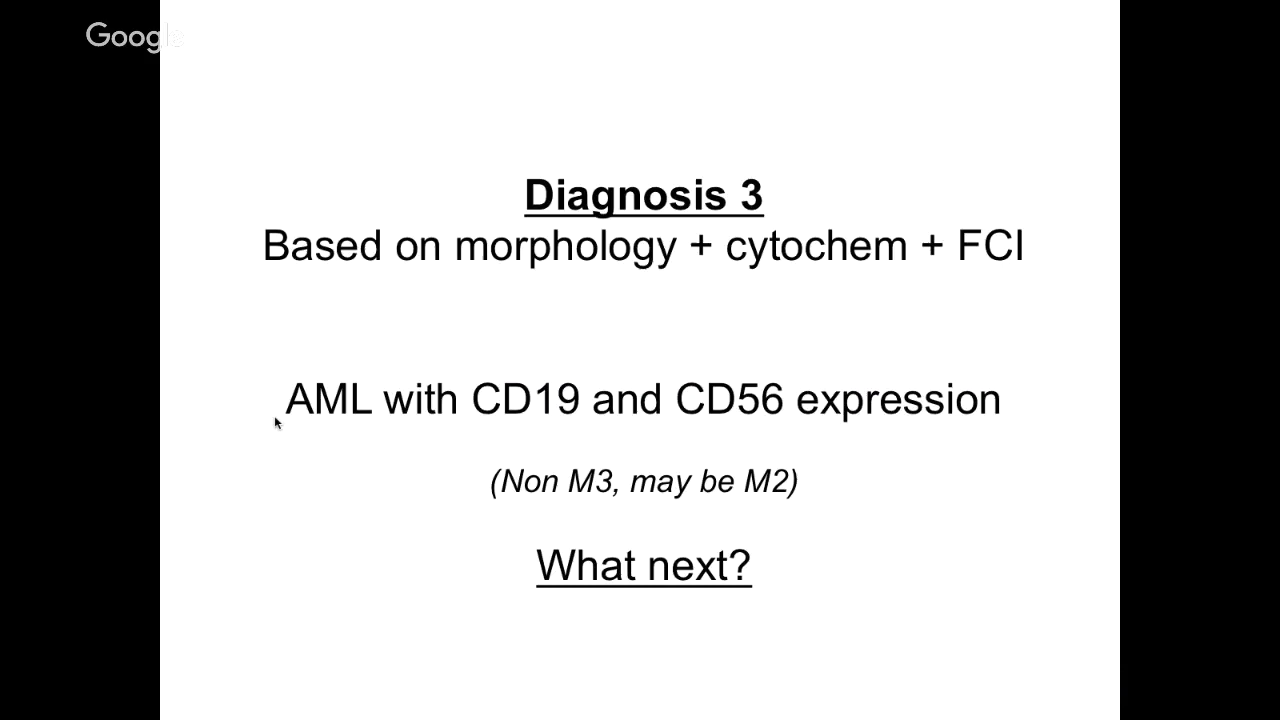 Google
Diagnosis 3
Based on morphology + cytochem + FCI
AML with CD19 and CD56 expression
(Non M3, may be M2)
What next?